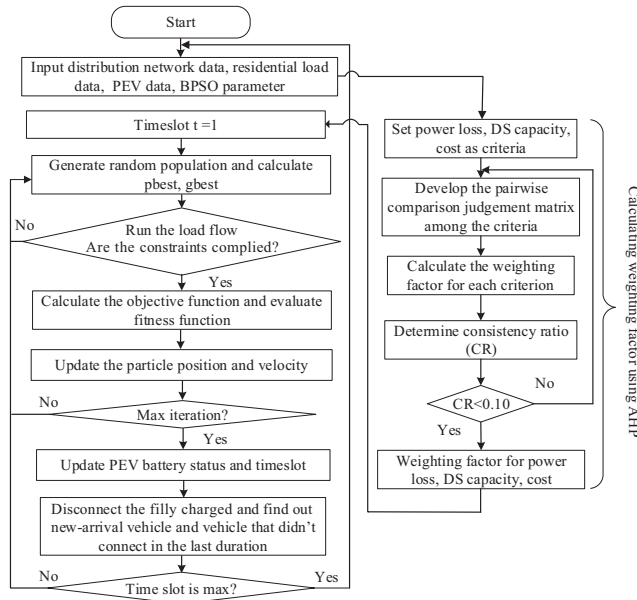 Start
Input distribution network data, residential load
data, PEV data, BPSO parameter
Timeslot t =1
Generate random population and calculate
pbest, gbest
No
Run the load flow
Are the constraints complied?
Yes
Calculate the objective function and evaluate
fitness function
Update the particle position and velocity
No
Max iteration?
Yes
Update PEV battery status and timeslot
Disconnect the filly charged and find out
new-arrival vehicle and vehicle that didn't
connect in the last duration
No
Time slot is max?
Yes
Set power loss, DS capacity,
cost as criteria
Develop the pairwise
comparison judgement matrix
among the criteria
Calculate the weighting
factor for each criterion
Determine consistency ratio
(CR)
No
CR<0.10
Yes
Weighting factor for power
loss, DS capacity, cost
Calculating weighting factor using AHP